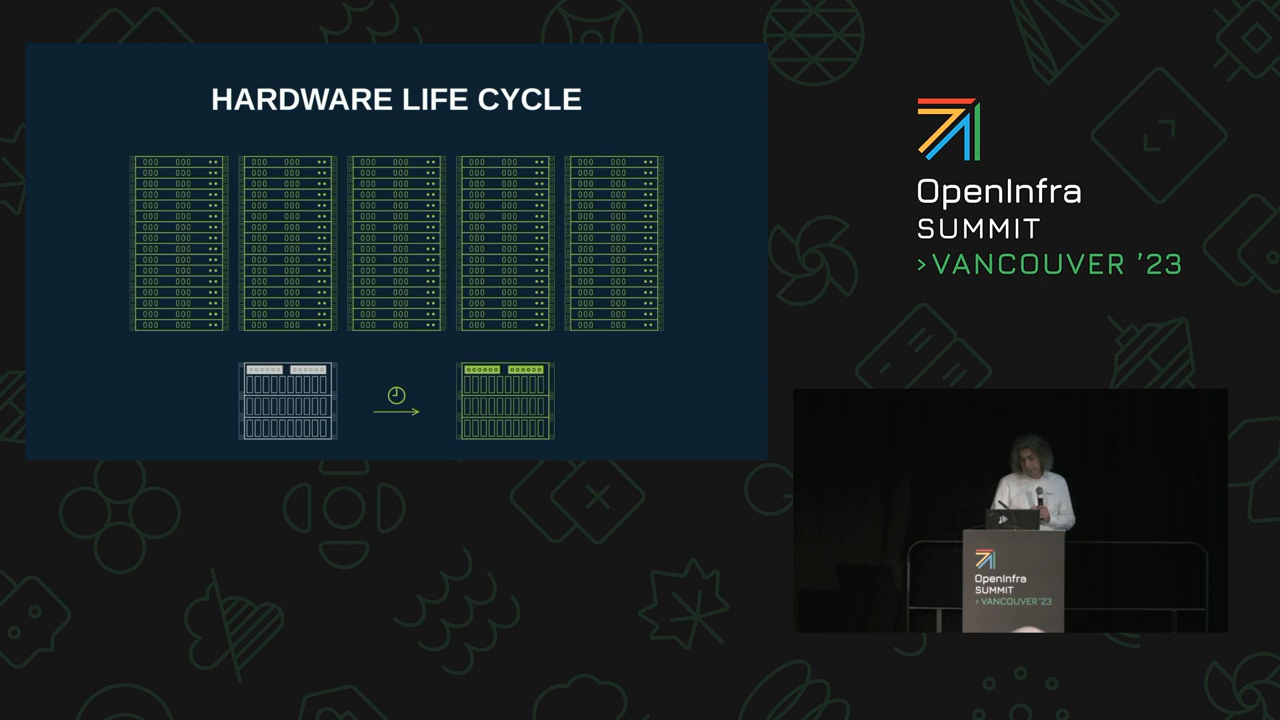 HARDWARE LIFE CYCLE
OpenInfra
SUMMIT
>VANCOUVER ’23
OpenInfra
SUMMIT
> VANCOUVER ’23